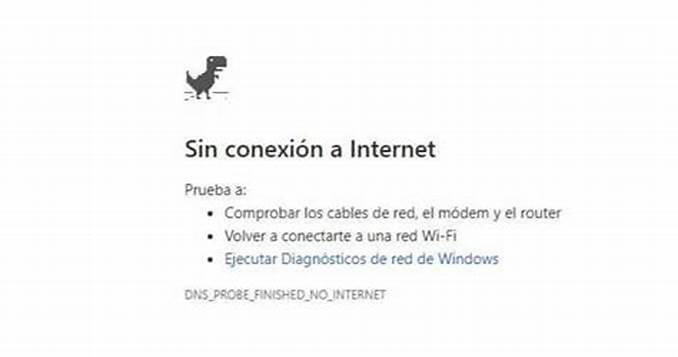 Sin conexión a Internet
Prueba a:
• Comprobar los cables de red, el módem y el router
• Volver a conectarte a una red Wi-Fi
• Ejecutar Diagnósticos de red de Windows
DNS_PROBE_FINISHED_NO_INTERNET